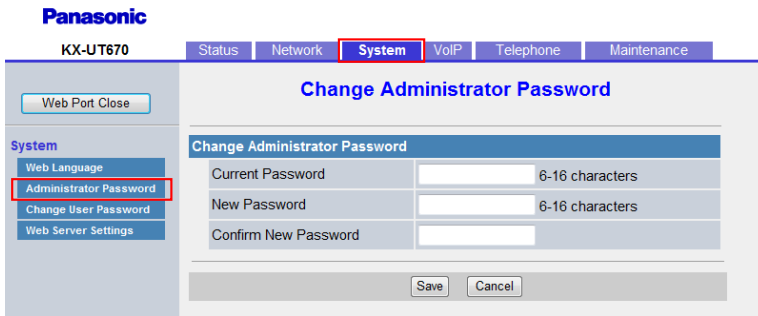 Panasonic
KX-UT670
Status Network System VoIP Telephone Maintenance
Web Port Close
Change Administrator Password
System
Web Language
Administrator Password
Change User Password
Web Server Settings
Change Administrator Password
Current Password 6-16 characters
New Password 6-16 characters
Confirm New Password
Save Cancel